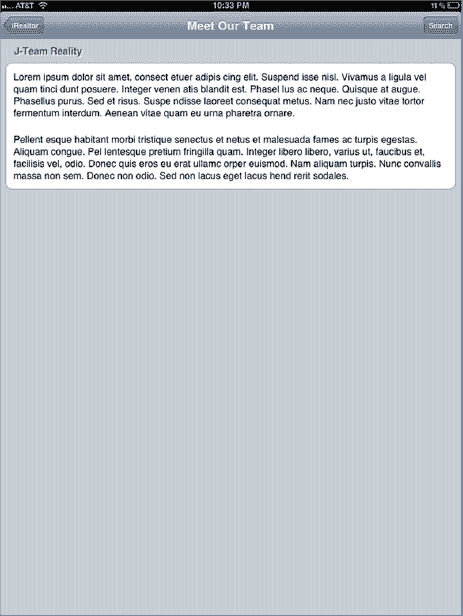 AT&T 10:33 PM 11%
iRealtor Meet Our Team Search
J-Team Reality
Lorem ipsum dolor sit amet, consect etuer adipis cing elit. Suspend isse nisl. Vivamus a ligula vel
quam tinci dunt posuere. Integer venen atis blandit est. Phasel lus ac neque. Quisque at augue.
Phasellus purus. Sed et risus. Suspe ndisse laoreet consequat metus. Nam nec justo vitae tortor
fermentum interdum. Aenean vitae quam eu urna pharetra ornare.
Pellent esque habitant morbi tristique senectus et netus et malesuada fames ac turpis egestas.
Aliquam congue. Pel lentesque pretium fringilla quam. Integer libero libero, varius ut, faucibus et,
facilisis vel, odio. Donec quis eros eu erat ullamc orper euismod. Nam aliquam turpis. Nunc convallis
massa non sem. Donec non odio. Sed non lacus eget lacus hend rerit sodales.